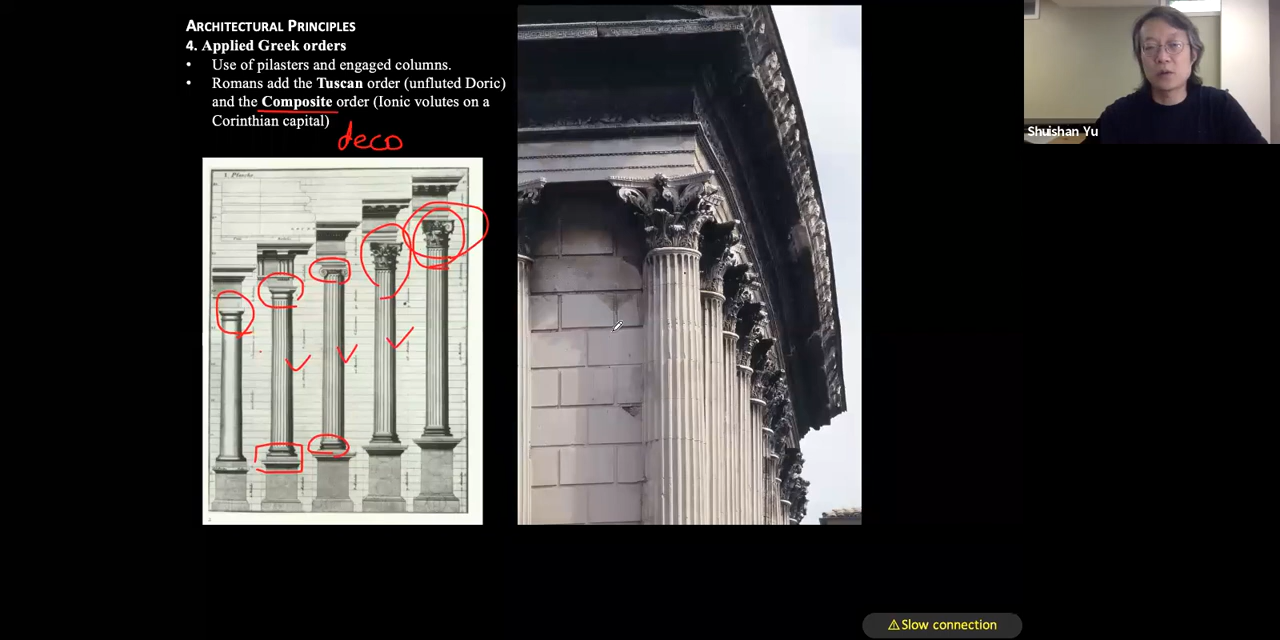 ARCHITECTURAL PRINCIPLES
4. Applied Greek orders
• Use of pilasters and engaged columns.
• Romans add the Tuscan order (unfluted Doric)
and the Composite order (Ionic volutes on a
Corinthian capital)
deco
Shuishan Yu
⚠Slow connection